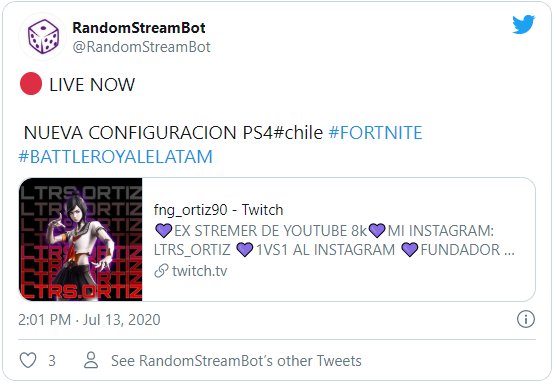 RandomStreamBot
@RandomStreamBot
🔴 LIVE NOW
NUEVA CONFIGURACION PS4#chile #FORTNITE
#BATTLEROYALELATAM
LTRS.ORTIZ
LTRS.ORTIZ
LTRS.ORTIZ
LTRS.ORTIZ
LTRS.ORTIZ
LTRS.ORTIZ
fng_ortiz90 - Twitch
💜EX STREMER DE YOUTUBE 8k💜MI INSTAGRAM:
LTRS_ORTIZ 💜1VS1 AL INSTAGRAM 💜FUNDADOR ...
twitch.tv
2:01 PM · Jul 13, 2020
3
See RandomStreamBot's other Tweets